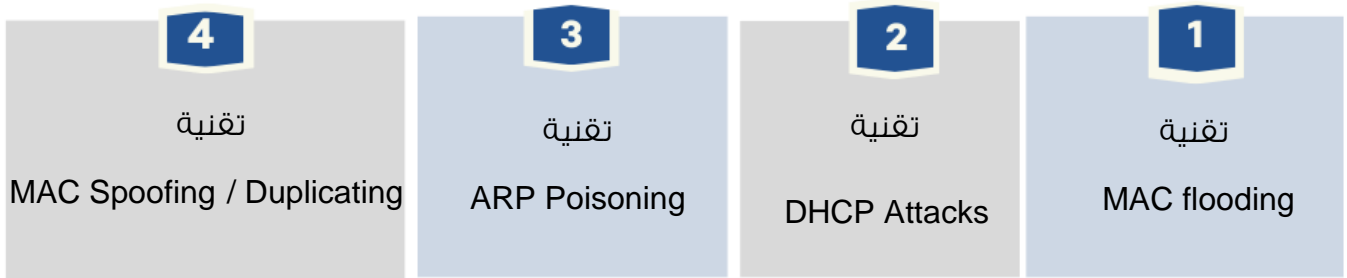 1
تقنية
MAC flooding
2
تقنية
DHCP Attacks
3
تقنية
ARP Poisoning
4
تقنية
MAC Spoofing / Duplicating